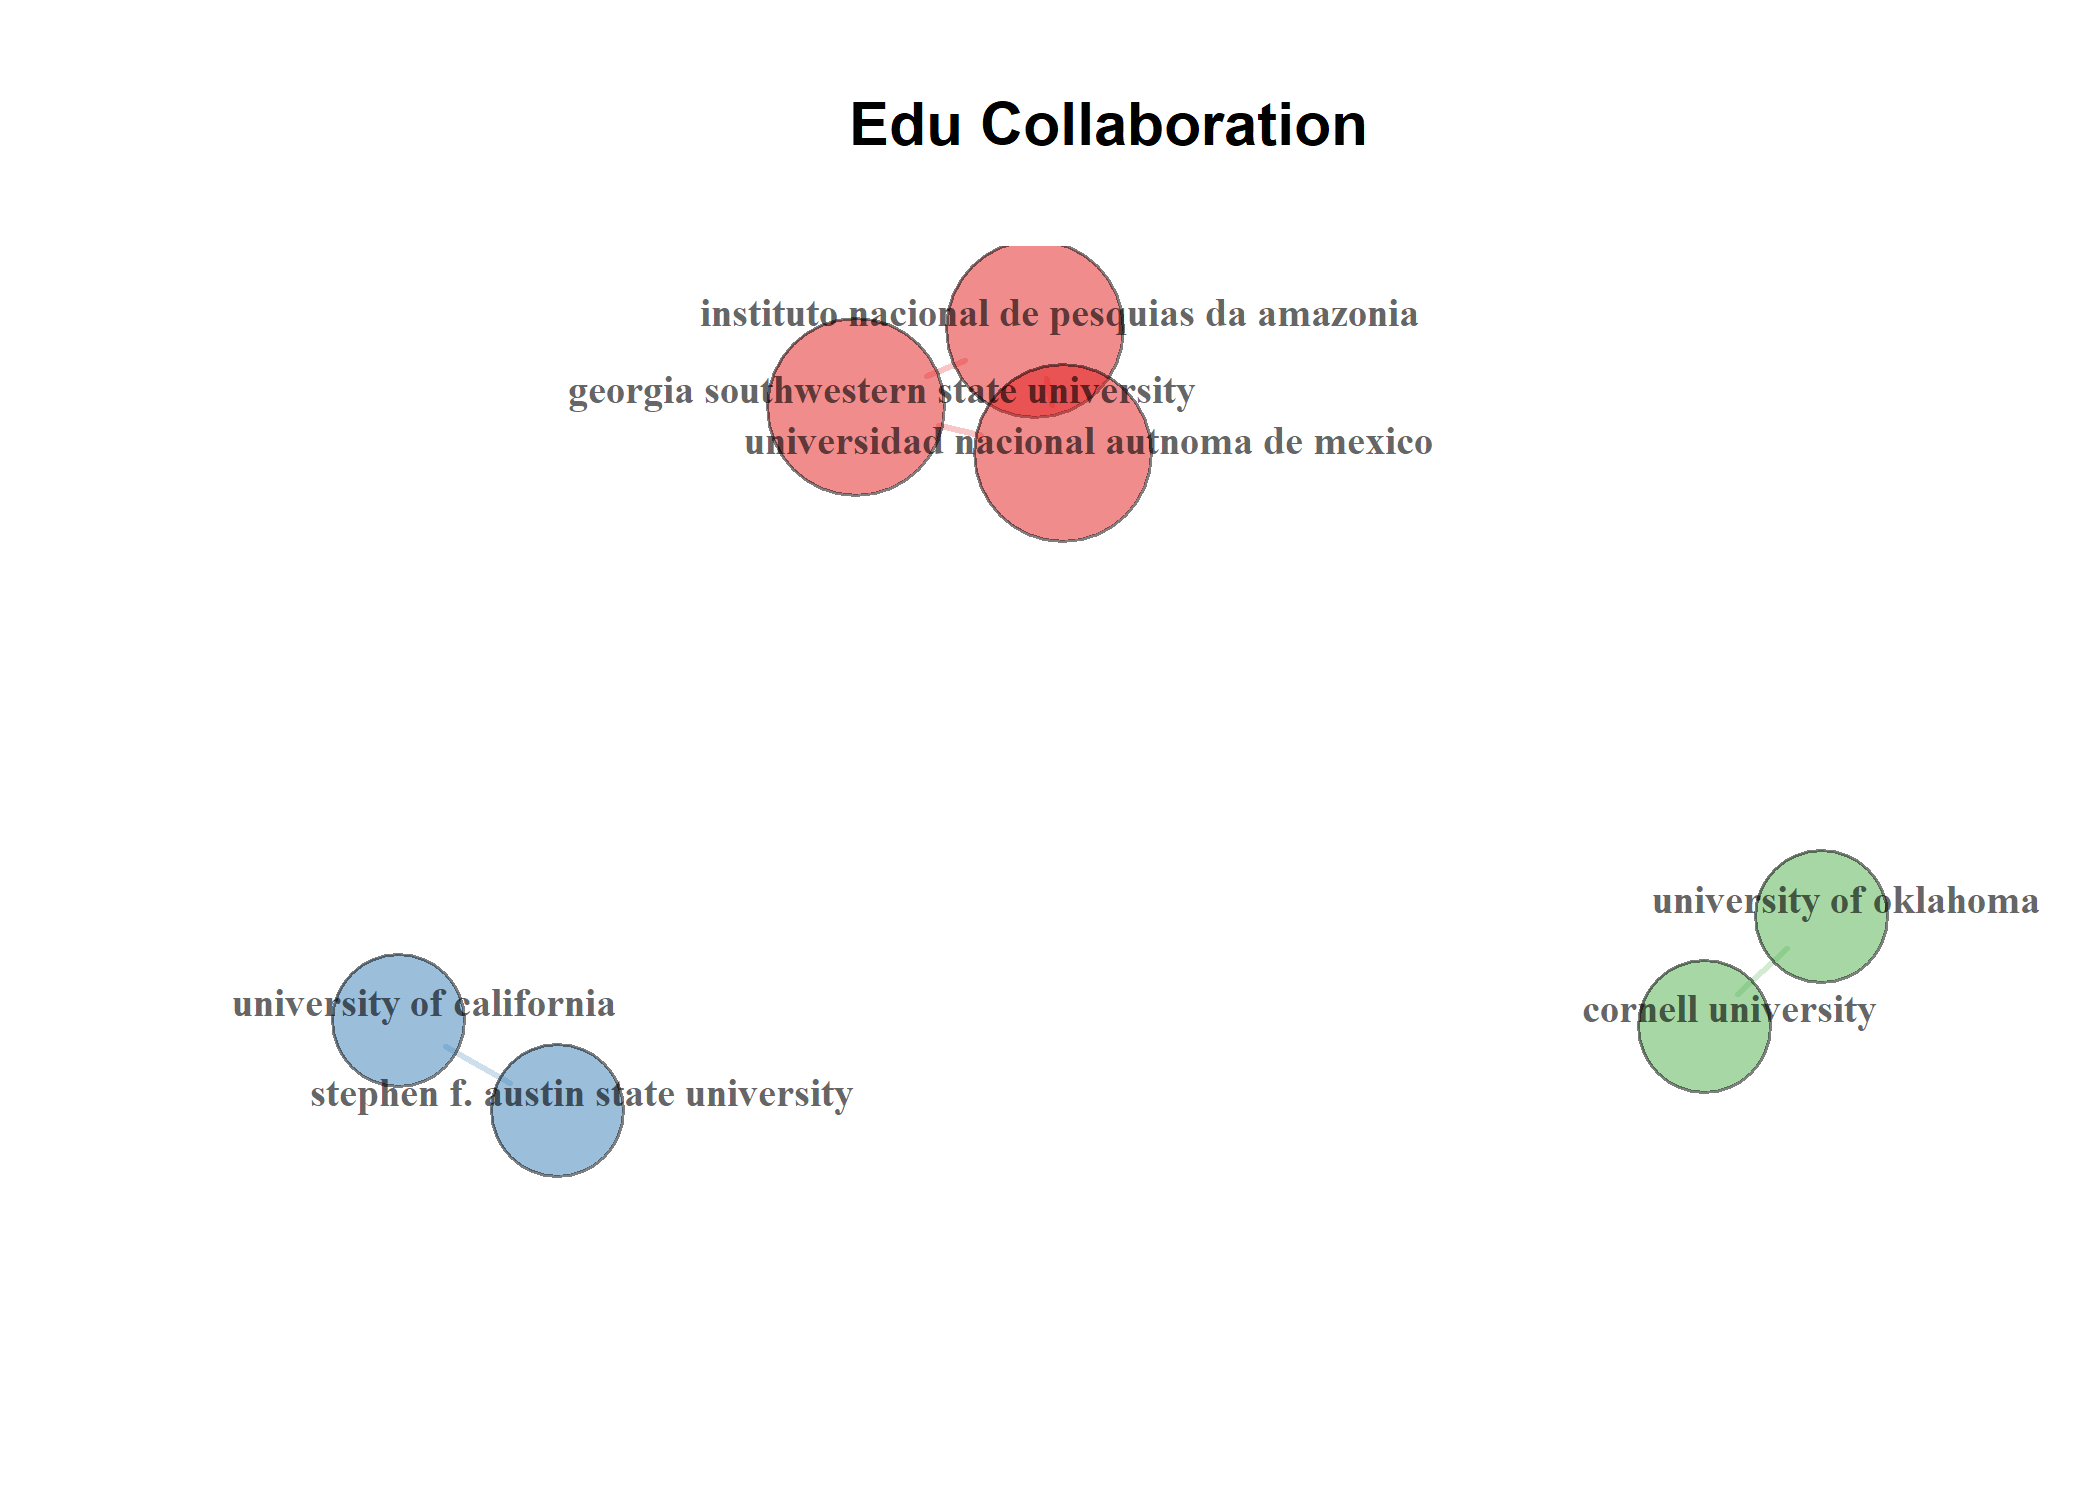 Edu Collaboration
instituto nacional de pesquias da amazonia
georgia southwestern state university
universidad nacional autnoma de mexico
university of oklahoma
university of california
cornell university
stephen f. austin state university